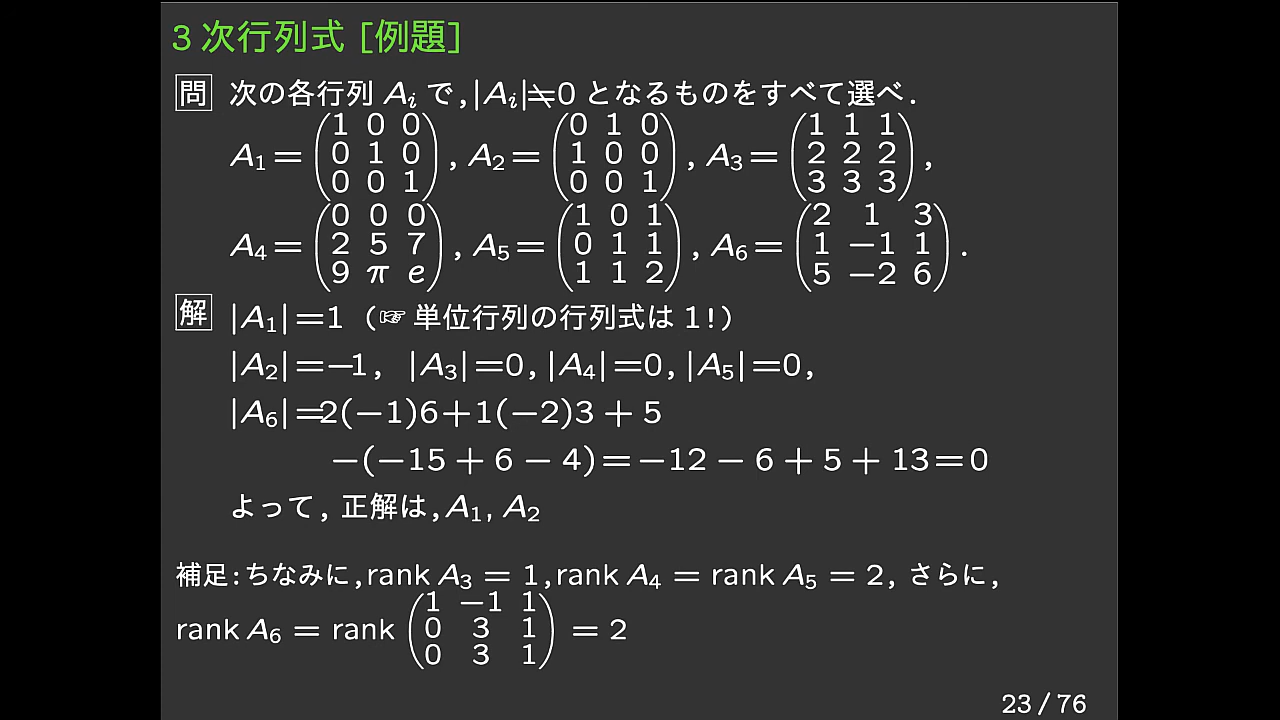 3 次行列式 [例題]
問 次の各行列 A_i で,|A_i|≠0 となるものをすべて選べ.
A_1=(1 0 0 / 0 1 0 / 0 0 1), A_2=(0 1 0 / 1 0 0 / 0 0 1), A_3=(1 1 1 / 2 2 2 / 3 3 3),
A_4=(0 0 0 / 2 5 7 / 9 π e), A_5=(1 0 1 / 0 1 1 / 1 1 2), A_6=(2 1 3 / 1 −1 1 / 5 −2 6).
解 |A_1|=1 (☞ 単位行列の行列式は 1!)
|A_2|=−1, |A_3|=0, |A_4|=0, |A_5|=0,
|A_6|=2(−1)6+1(−2)3+5
−(−15+6−4)=−12−6+5+13=0
よって, 正解は,A_1, A_2
補足:ちなみに,rank A_3 = 1,rank A_4 = rank A_5 = 2, さらに,
rank A_6 = rank (1 −1 1 / 0 3 1 / 0 3 1) = 2
23 / 76